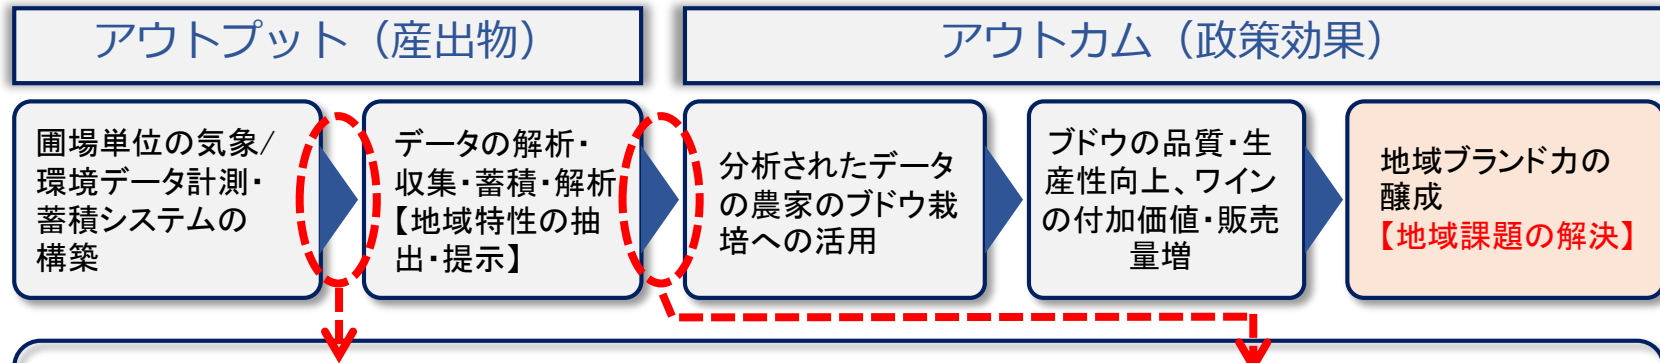 アウトプット（産出物）
アウトカム（政策効果）
圃場単位の気象/
環境データ計測・
蓄積システムの
構築
データの解析・
収集・蓄積・解析
【地域特性の抽
出・提示】
分析されたデータ
の農家のブドウ栽
培への活用
ブドウの品質・生
産性向上、ワイン
の付加価値・販売
量増
地域ブランド力の
醸成
【地域課題の解決】